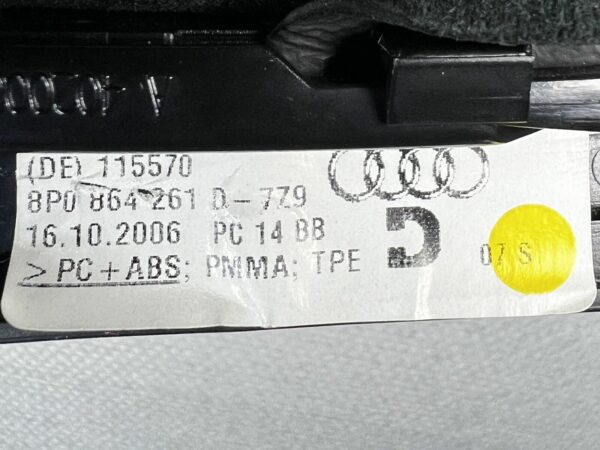 (DE) 115570
8P0 864 261 D-7Z9
16.10.2006 PC 14 BB
>PC+ABS; PMMA; TPE
07 S